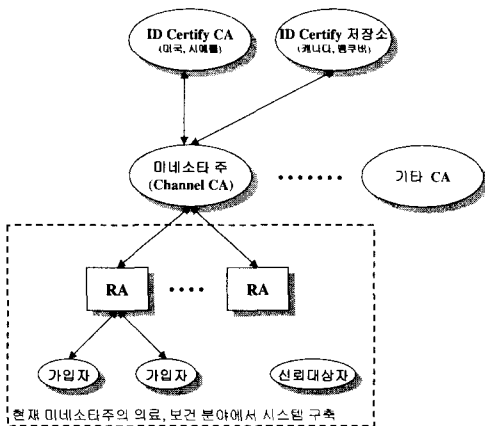 ID Certify CA
(미국, 시애틀)
ID Certify 저장소
(캐나다, 벵쿠버)
미네소타 주
(Channel CA)
기타 CA
RA
RA
가입자
가입자
신뢰대상자
현재 미네소타주의 의료, 보건 분야에서 시스템 구축